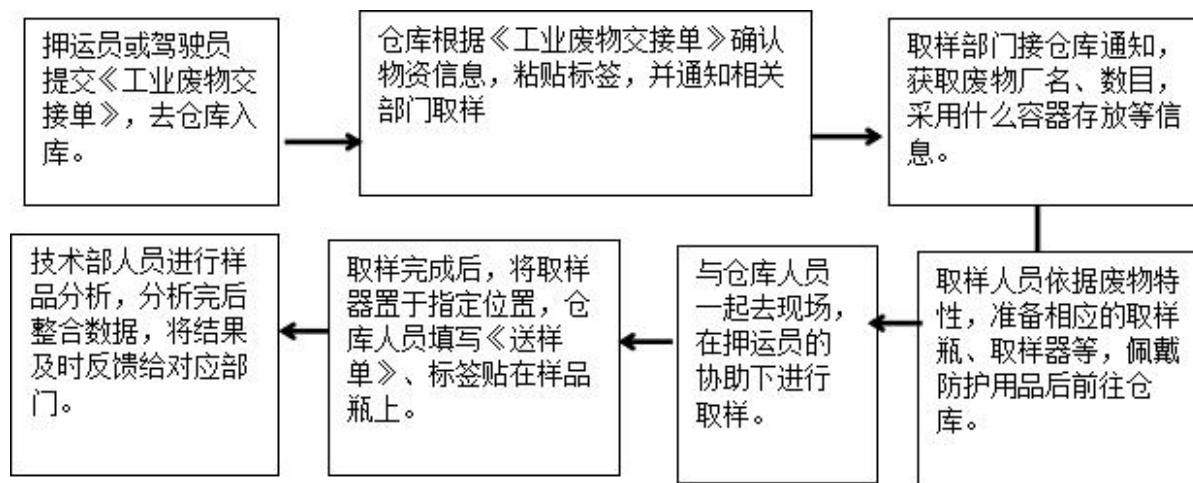 押运员或驾驶员
提交《工业废物交
接单》，去仓库入
库。
仓库根据《工业废物交接单》确认
物资信息，粘贴标签，并通知相关
部门取样
取样部门接仓库通知，
获取废物厂名、数目，
采用什么容器存放等信
息。
取样人员依据废物特
性，准备相应的取样
瓶、取样器等，佩戴
防护用品后前往仓
库。
与仓库人员
一起去现场，
在押运员的
协助下进行
取样。
取样完成后，将取样
器置于指定位置，仓
库人员填写《送样
单》、标签贴在样品
瓶上。
技术部人员进行样
品分析，分析完后
整合数据，将结果
及时反馈给对应部
门。